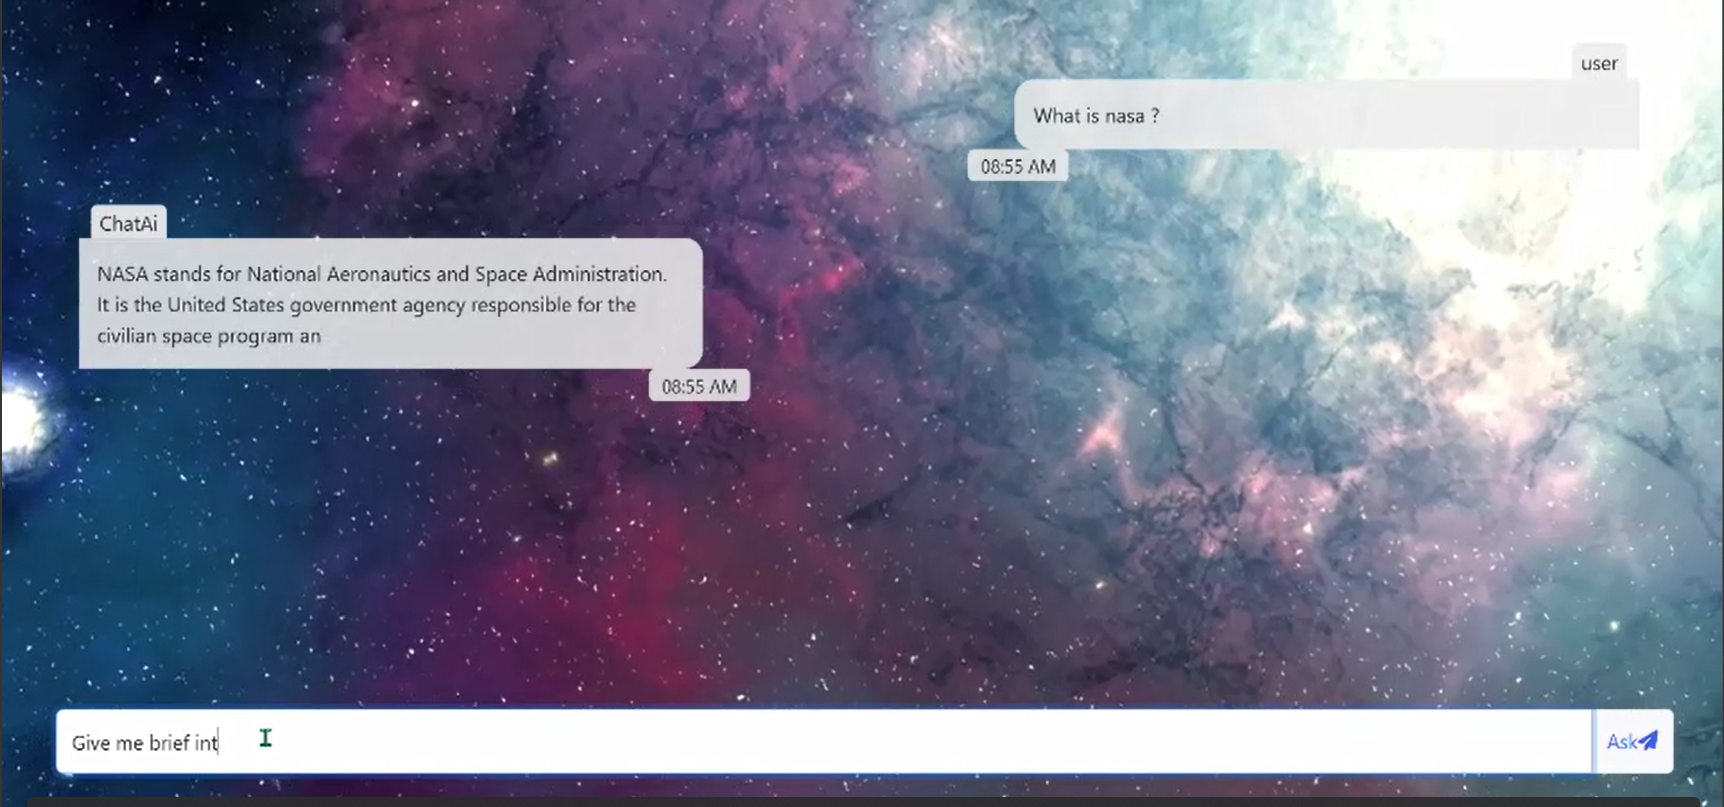 user
What is nasa ?
08:55 AM
ChatAi
NASA stands for National Aeronautics and Space Administration.
It is the United States government agency responsible for the
civilian space program an
08:55 AM
Give me brief int
Ask